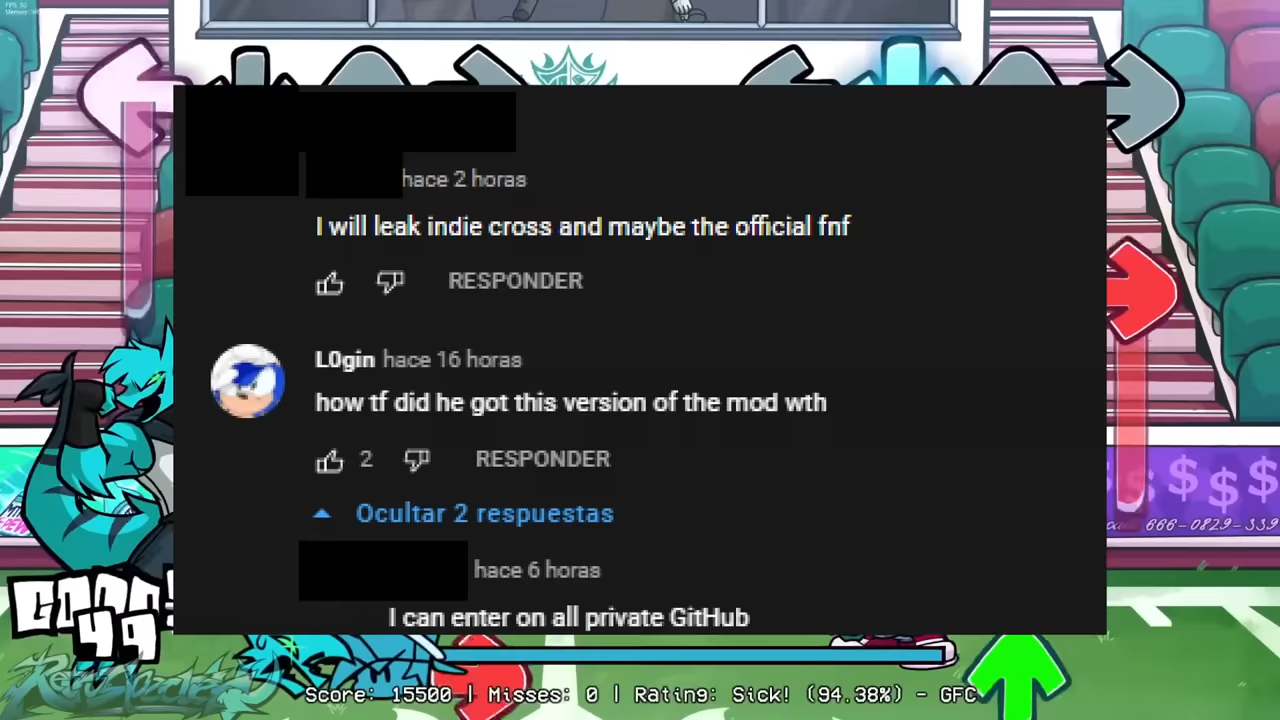 hace 2 horas
I will leak indie cross and maybe the official fnf
RESPONDER
L0gin hace 16 horas
how tf did he got this version of the mod wth
2 RESPONDER
Ocultar 2 respuestas
hace 6 horas
I can enter on all private GitHub
$ $ $
666-0829-339
GOOD!
49
Score: 15500 | Misses: 0 | Rating: Sick! (94.38%) - GFC